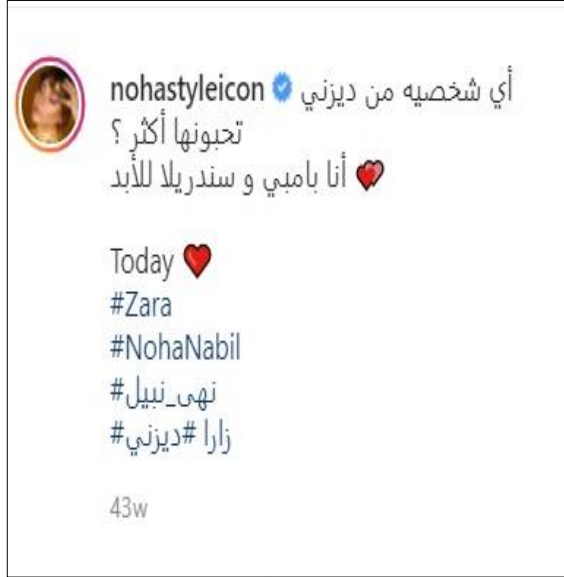 nohastyleicon أي شخصيه من ديزني
تحبونها أكثر ؟
أنا بامبي و سندريلا للأبد 💕
Today ❤️
#Zara
#NohaNabil
#نهى_نبيل
#زارا #ديزني
43w